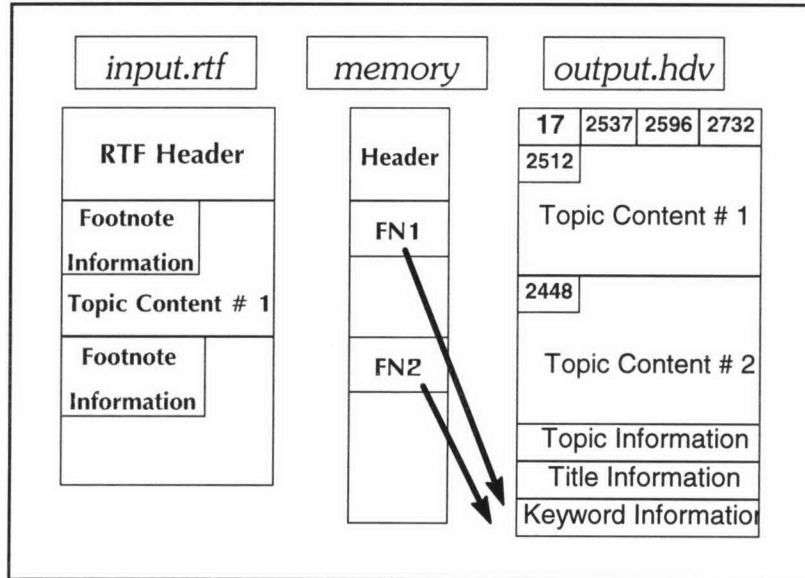 input.rtf
memory
output.hdv
RTF Header
Footnote
Information
Topic Content # 1
Footnote
Information
Header
FN1
FN2
17 2537 2596 2732
2512
Topic Content # 1
2448
Topic Content # 2
Topic Information
Title Information
Keyword Information